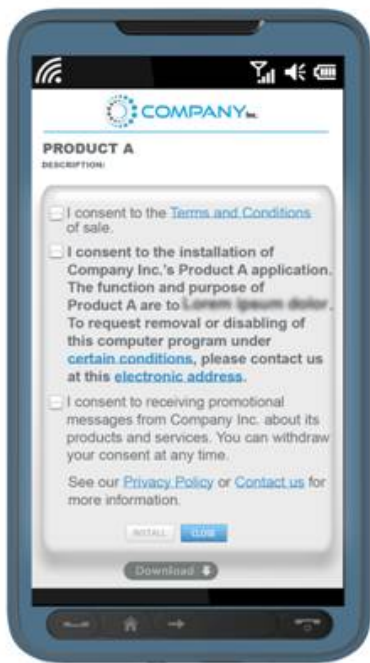 COMPANY Inc.
PRODUCT A
DESCRIPTION:
I consent to the Terms and Conditions
of sale.
I consent to the installation of
Company Inc.'s Product A application.
The function and purpose of
Product A are to Lorem ipsum dolor.
To request removal or disabling of
this computer program under
certain conditions, please contact us
at this electronic address.
I consent to receiving promotional
messages from Company Inc. about its
products and services. You can withdraw
your consent at any time.
See our Privacy Policy or Contact us for
more information.
INSTALL CLOSE
Download